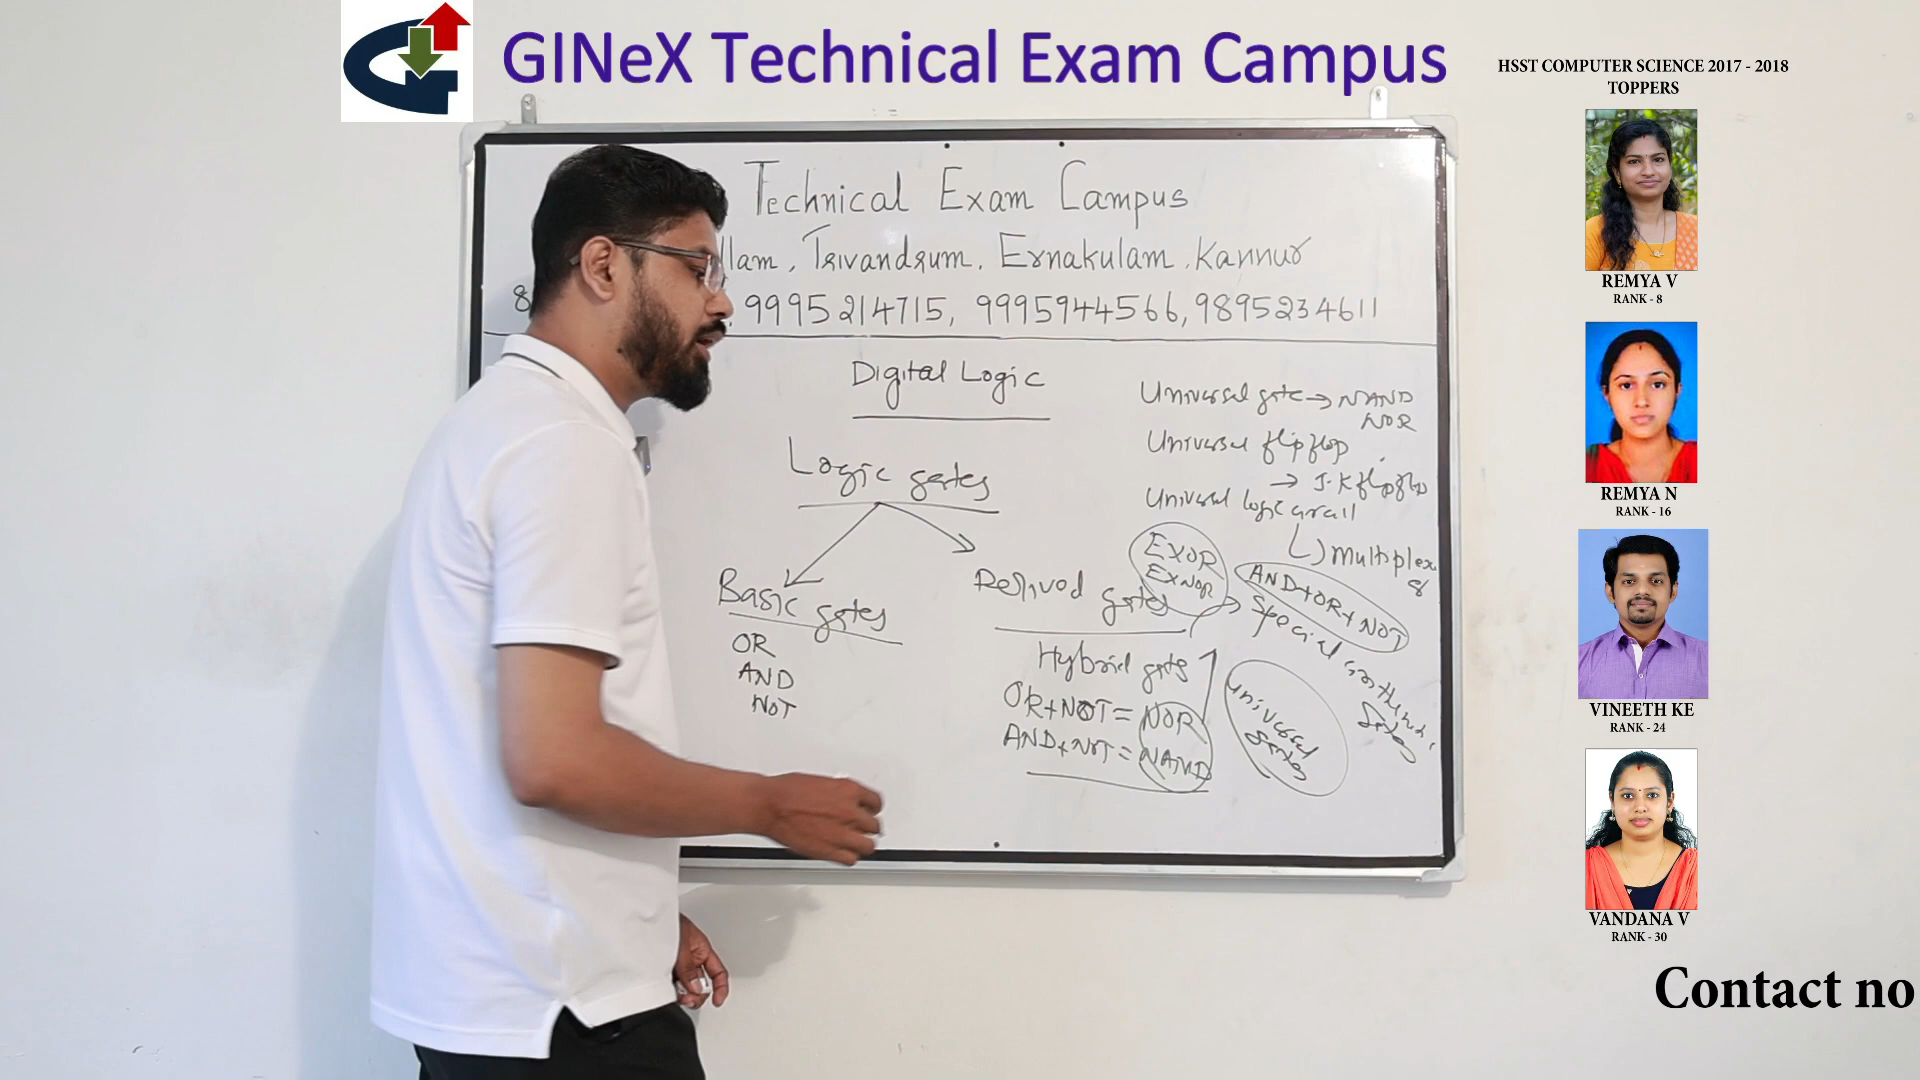 GINeX Technical Exam Campus
HSST COMPUTER SCIENCE 2017 - 2018
TOPPERS
REMYA V
RANK - 8
REMYA N
RANK - 16
VINEETH KE
RANK - 24
VANDANA V
RANK - 30
Contact no
Technical Exam Campus
llam, Trivandrum, Ernakulam, Kannur
8 , 9995214715, 9995944566, 9895234611
Digital Logic
Logic gates
Basic gates
OR
AND
NOT
Derived gates
Hybrid gates
OR+NOT = NOR
AND+NOT = NAND
Universal gate → NAND
NOR
Universal flipflop
→ J-K flipflop
Universal logic
↳ multiplex
EXOR
EXNOR
AND+OR+NOT
Special
gates
universal
gates